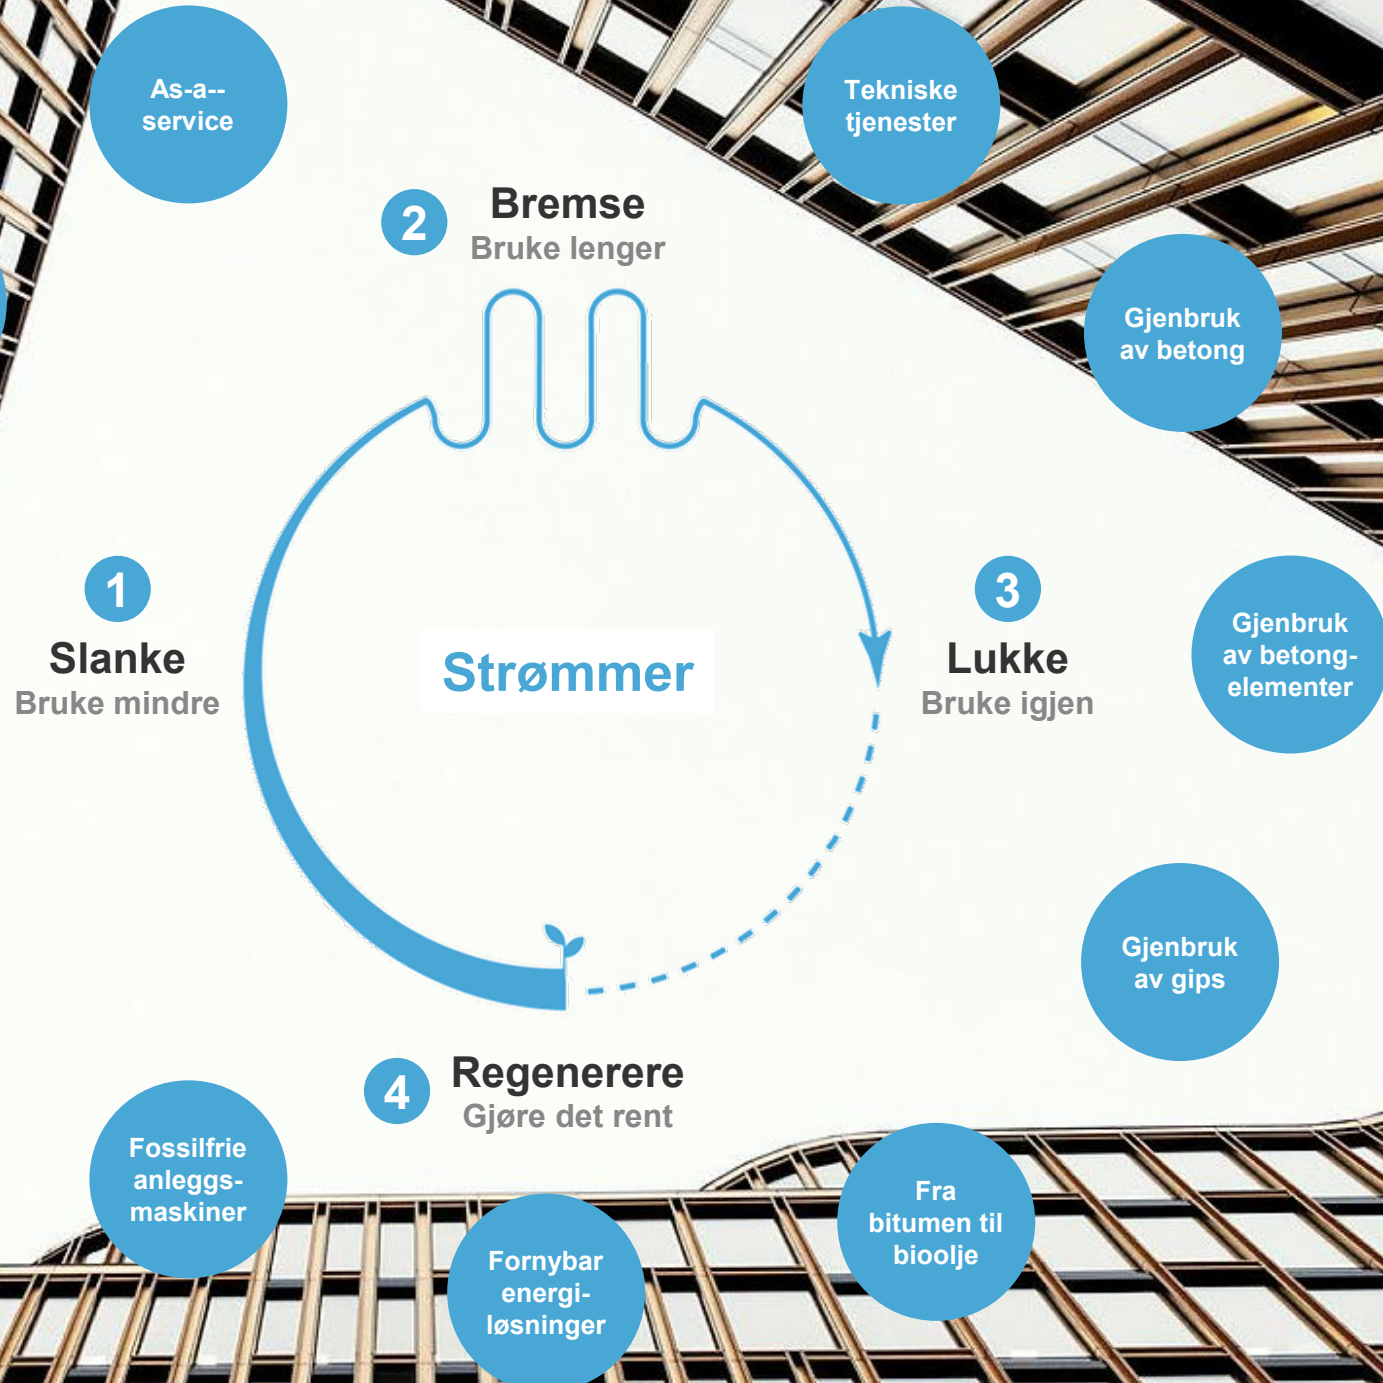 As-a--
service
Tekniske
tjenester
2
Bremse
Bruke lenger
Gjenbruk
av betong
1
Slanke
Bruke mindre
Strømmer
3
Lukke
Bruke igjen
Gjenbruk
av betong-
elementer
Gjenbruk
av gips
4
Regenerere
Gjøre det rent
Fossilfrie
anleggs-
maskiner
Fornybar
energi-
løsninger
Fra
bitumen til
bioolje